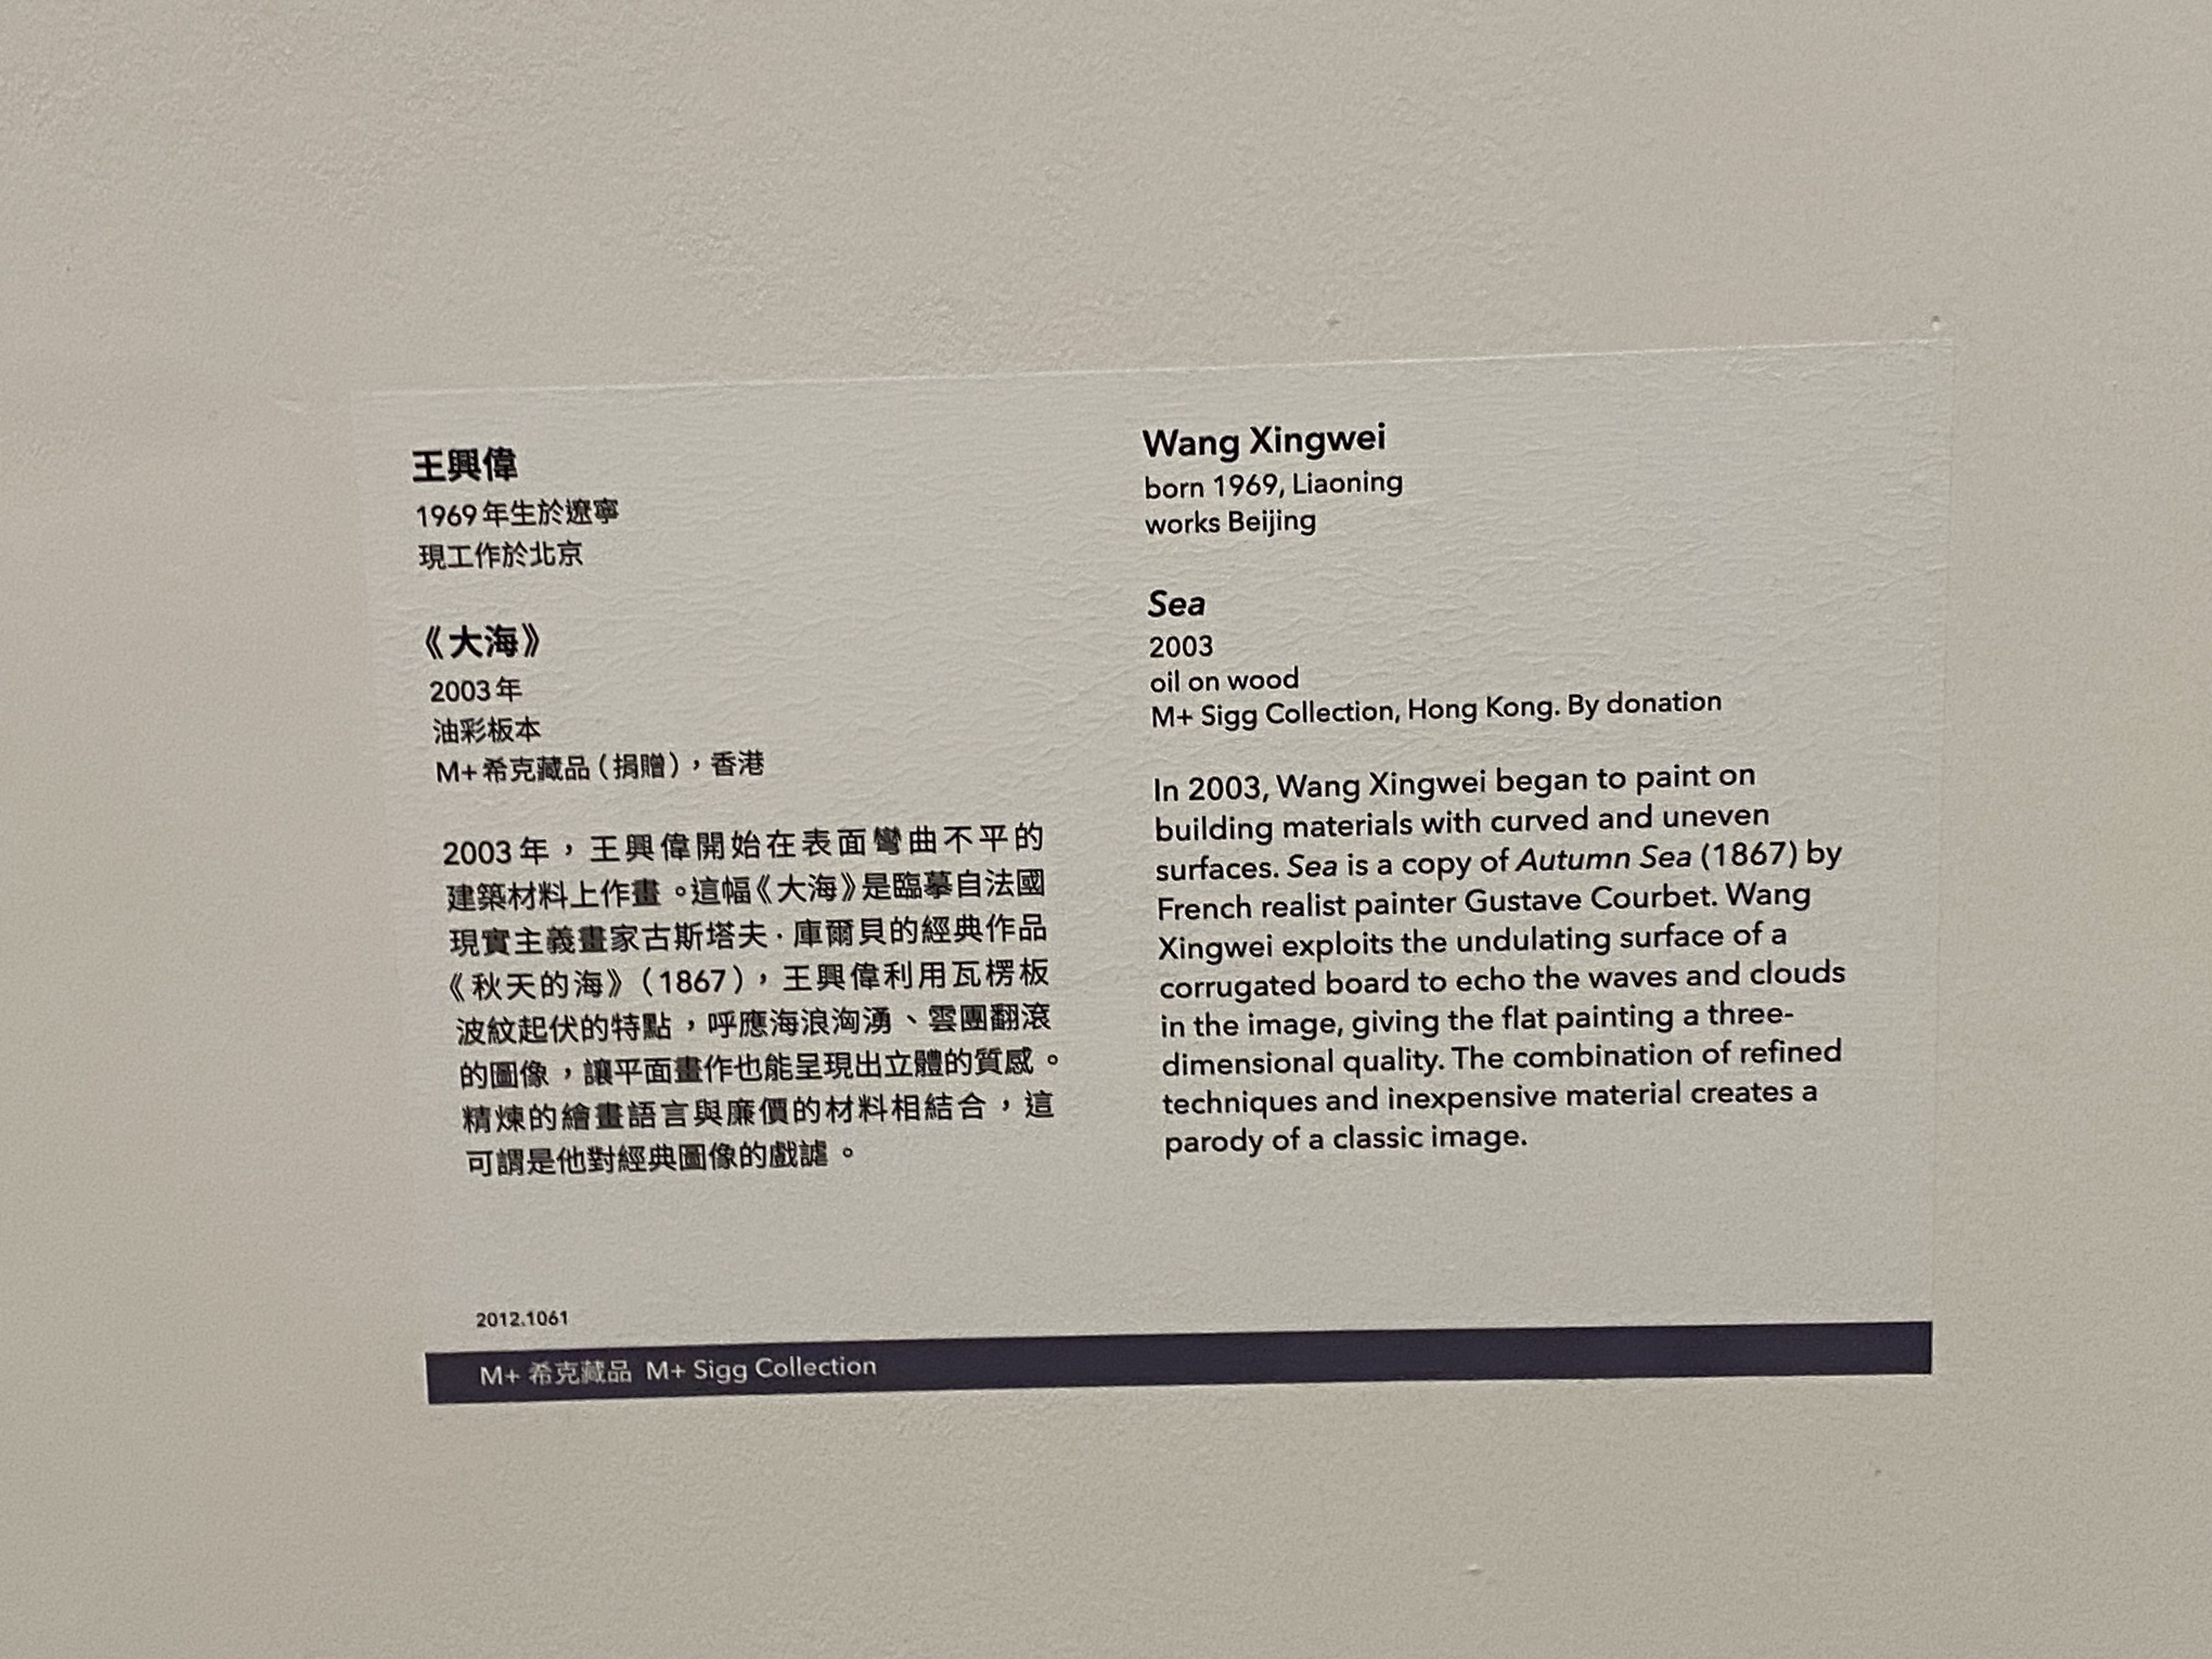 王興偉
1969年生於遼寧
現工作於北京
《大海》
2003年
油彩板本
M+希克藏品（捐贈），香港
2003年，王興偉開始在表面彎曲不平的
建築材料上作畫。這幅《大海》是臨摹自法國
現實主義畫家古斯塔夫·庫爾貝的經典作品
《秋天的海》（1867），王興偉利用瓦楞板
波紋起伏的特點，呼應海浪洶湧、雲團翻滾
的圖像，讓平面畫作也能呈現出立體的質感。
精煉的繪畫語言與廉價的材料相結合，這
可謂是他對經典圖像的戲謔。
2012.1061
Wang Xingwei
born 1969, Liaoning
works Beijing
Sea
2003
oil on wood
M+ Sigg Collection, Hong Kong. By donation
In 2003, Wang Xingwei began to paint on
building materials with curved and uneven
surfaces. Sea is a copy of Autumn Sea (1867) by
French realist painter Gustave Courbet. Wang
Xingwei exploits the undulating surface of a
corrugated board to echo the waves and clouds
in the image, giving the flat painting a three-
dimensional quality. The combination of refined
techniques and inexpensive material creates a
parody of a classic image.
M+ 希克藏品 M+ Sigg Collection